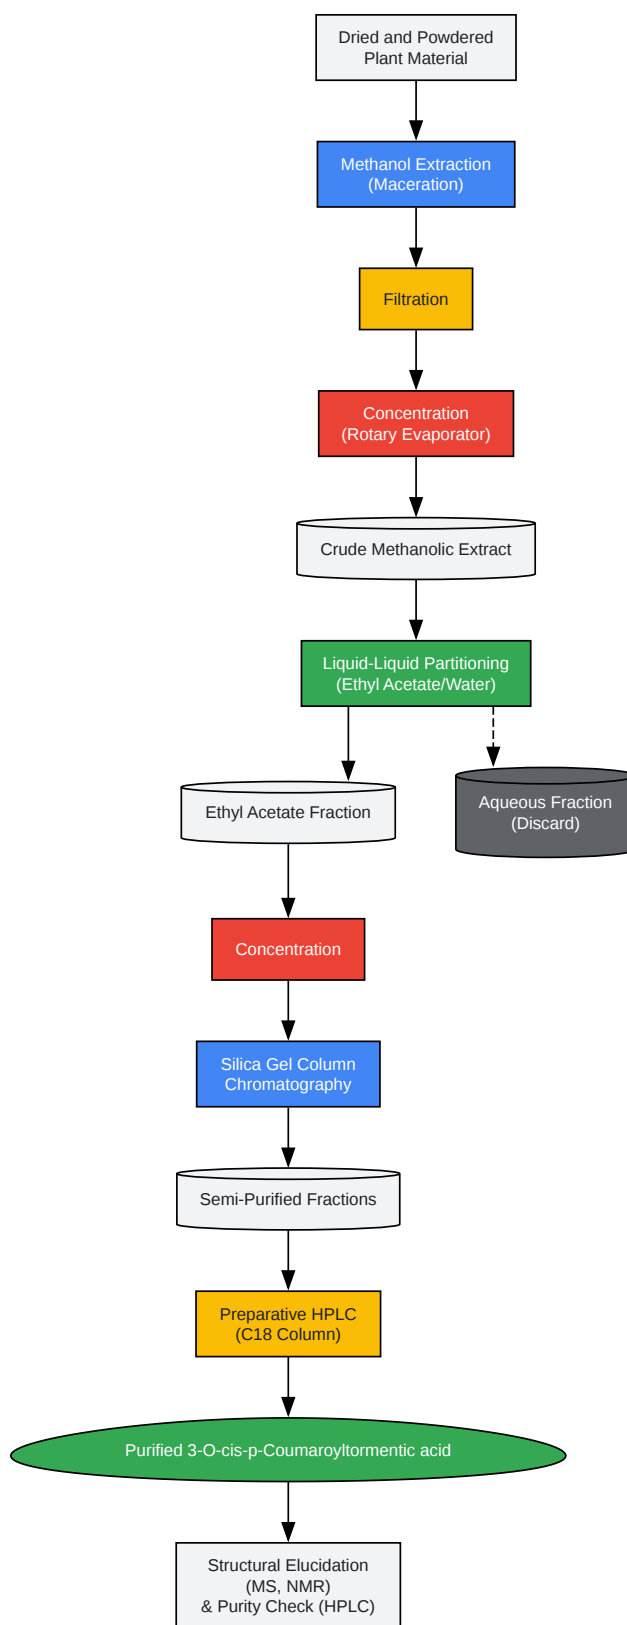 Dried and Powdered
Plant Material
Methanol Extraction
(Maceration)
Filtration
Concentration
(Rotary Evaporator)
Crude Methanolic Extract
Liquid-Liquid Partitioning
(Ethyl Acetate/Water)
Ethyl Acetate Fraction
Aqueous Fraction
(Discard)
Concentration
Silica Gel Column
Chromatography
Semi-Purified Fractions
Preparative HPLC
(C18 Column)
Purified 3-O-cis-p-Coumaroyltormentic acid
Structural Elucidation
(MS, NMR)
& Purity Check (HPLC)